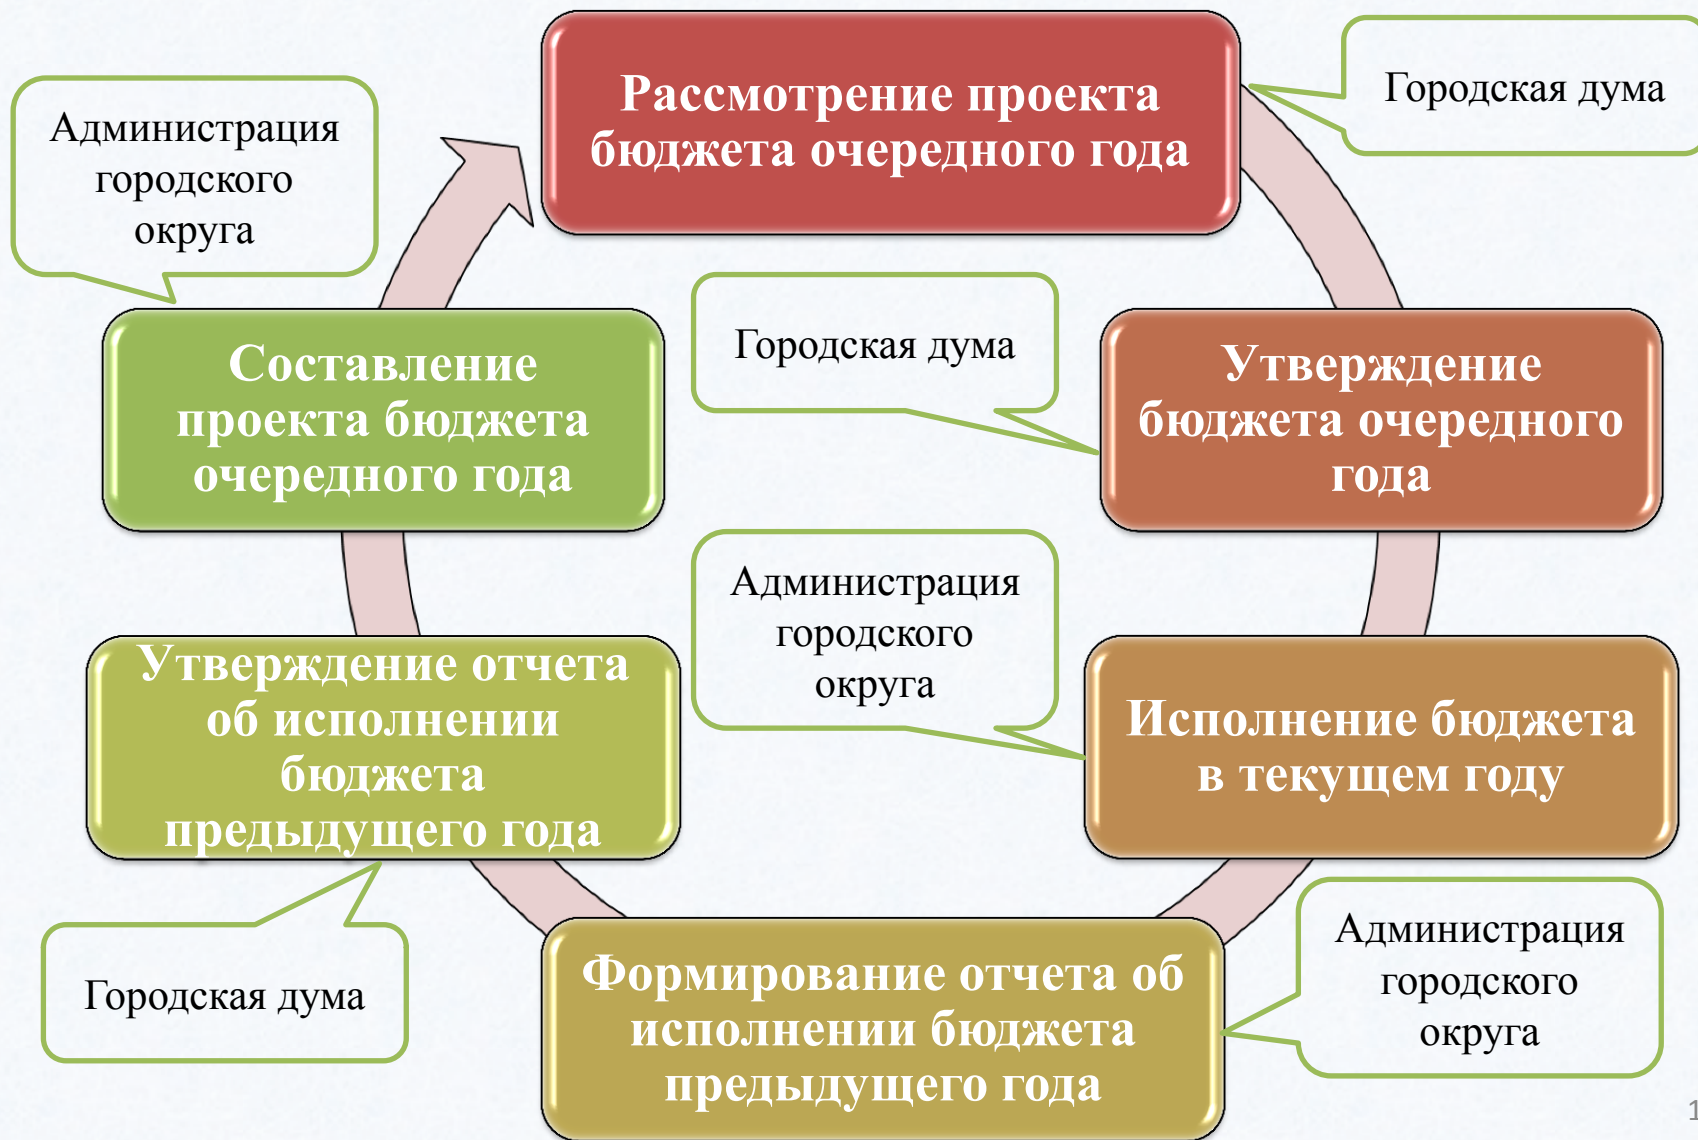 Рассмотрение проекта
бюджета очередного года
Городская дума
Администрация
городского
округа
Городская дума
Утверждение
бюджета очередного
года
Составление
проекта бюджета
очередного года
Администрация
городского
округа
Исполнение бюджета
в текущем году
Утверждение отчета
об исполнении
бюджета
предыдущего года
Администрация
городского
округа
Городская дума
Формирование отчета об
исполнении бюджета
предыдущего года
1